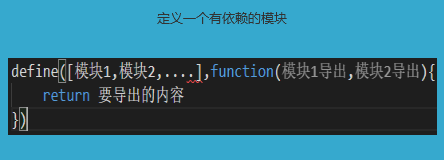 定义一个有依赖的模块
define([模块1,模块2,....],function(模块1导出,模块2导出){
return 要导出的内容
})